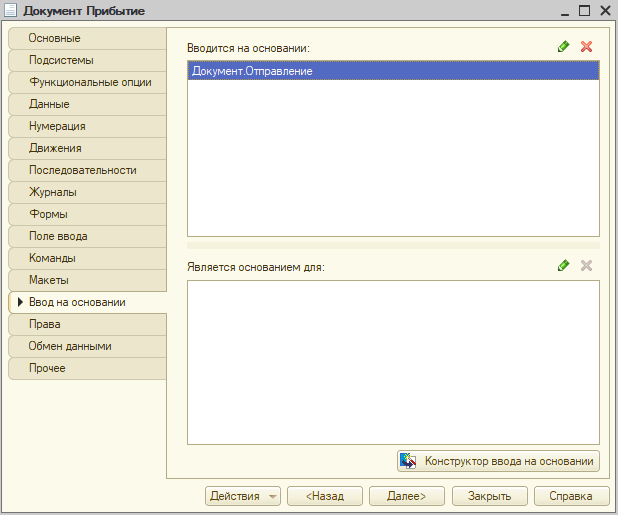 Документ Прибытие
Основные
Подсистемы
Функциональные опции
Данные
Нумерация
Движения
Последовательности
Журналы
Формы
Поле ввода
Команды
Макеты
Ввод на основании
Права
Обмен данными
Прочее
Вводится на основании:
Документ.Отправление
Является основанием для:
Конструктор ввода на основании
Действия
<Назад
Далее>
Закрыть
Справка